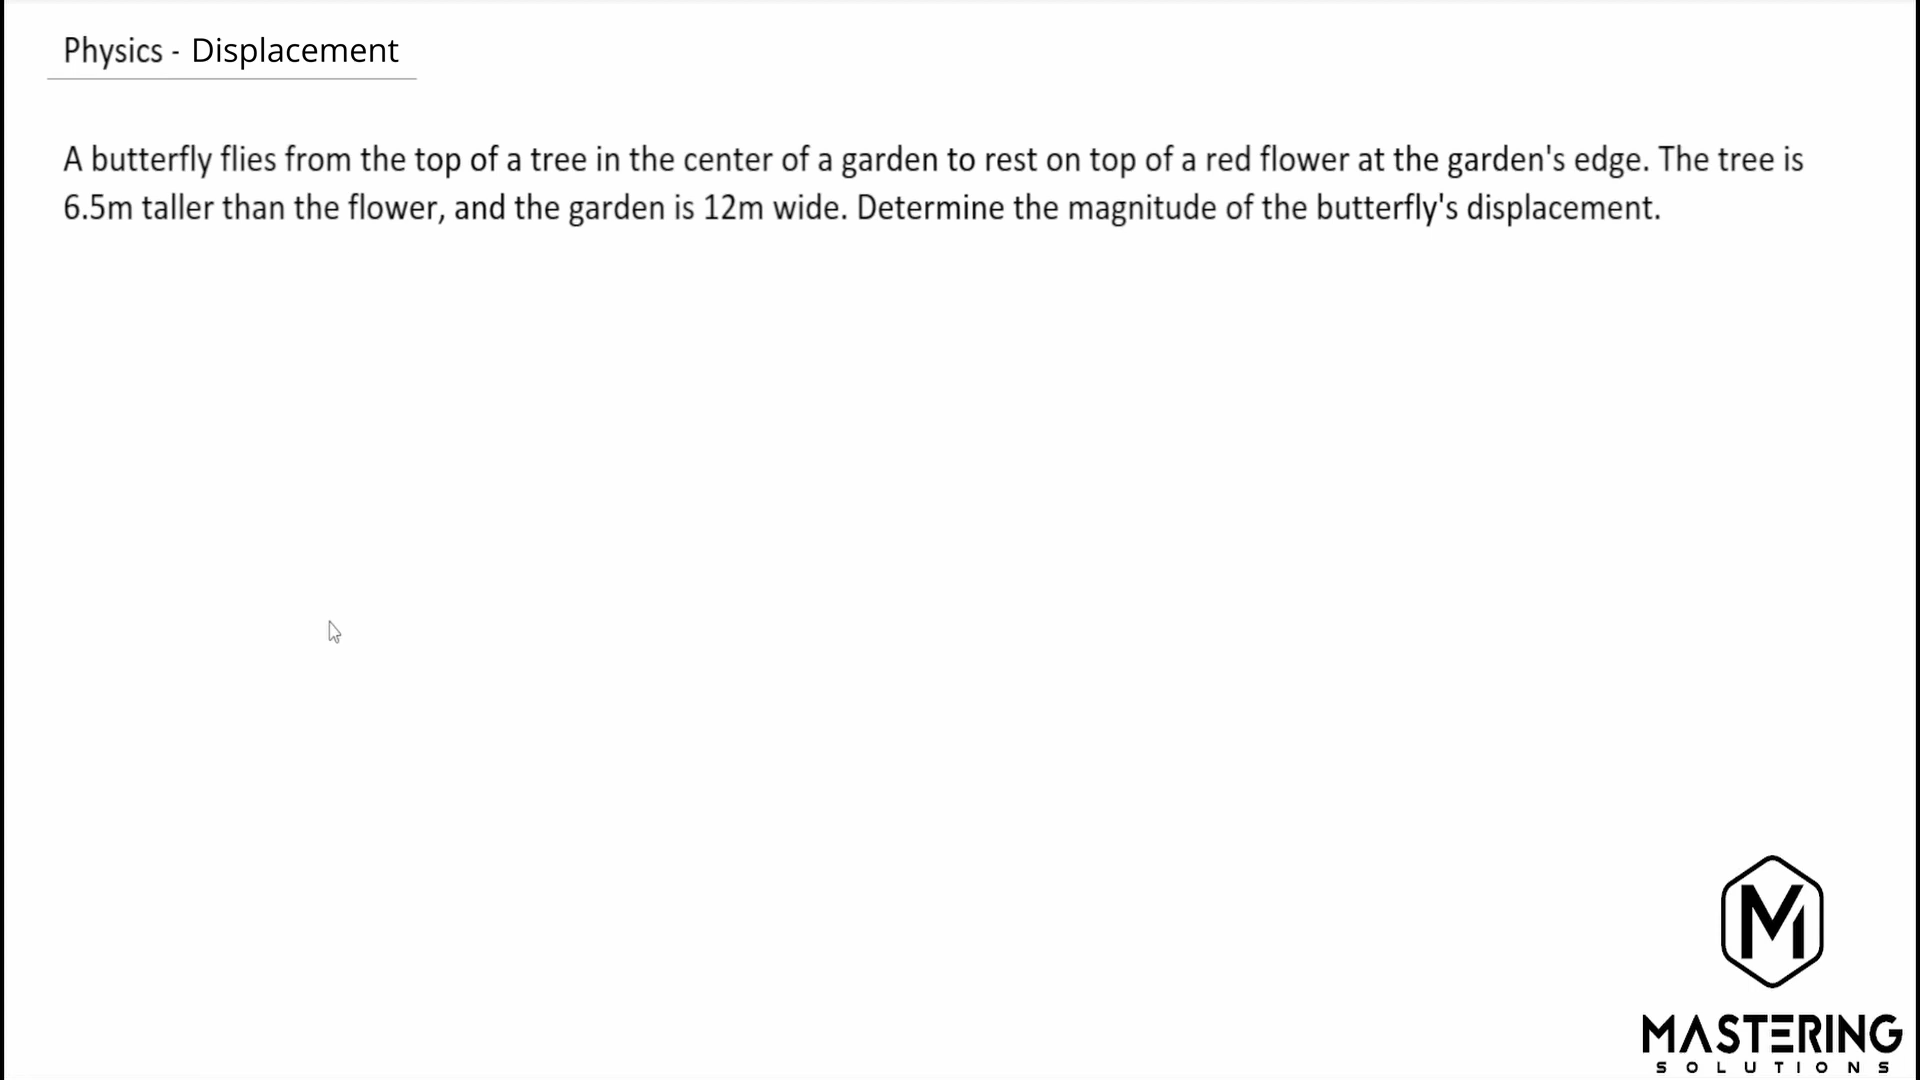 Physics - Displacement
A butterfly flies from the top of a tree in the center of a garden to rest on top of a red flower at the garden's edge. The tree is
6.5m taller than the flower, and the garden is 12m wide. Determine the magnitude of the butterfly's displacement.
M
MASTERING
SOLUTIONS